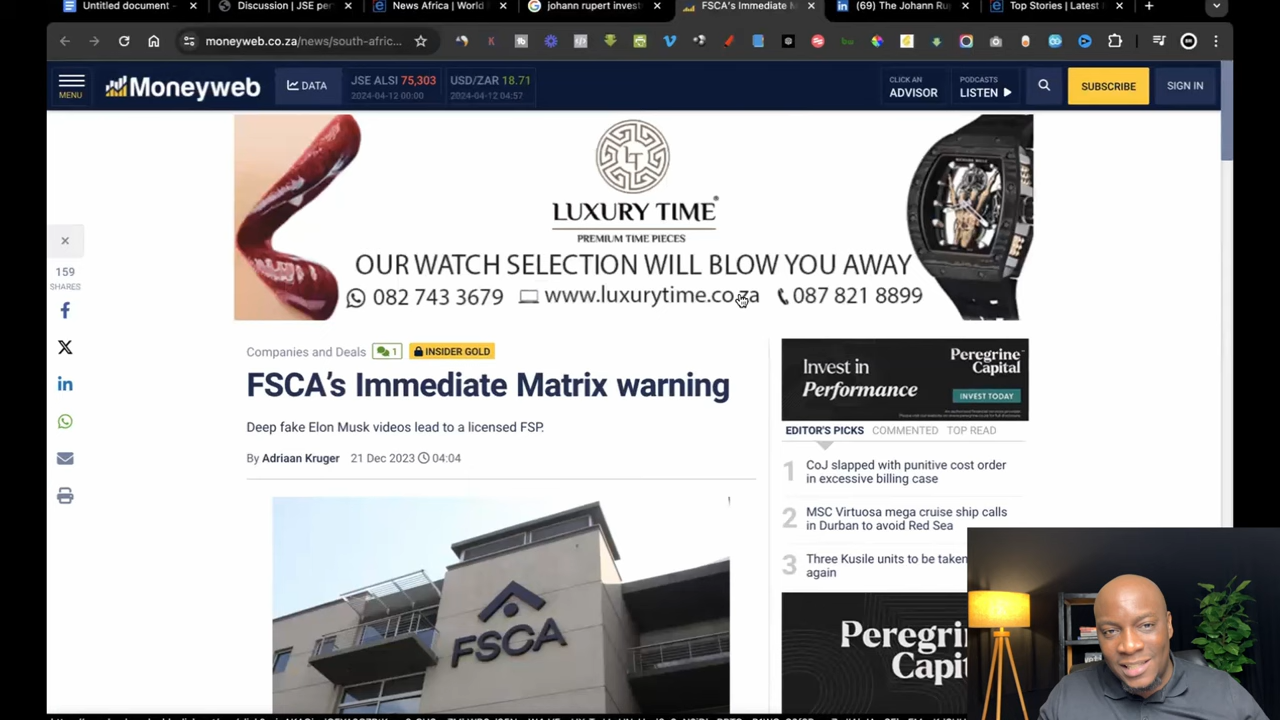 Untitled document
Discussion | JSE pen
News Africa | World
johann rupert invest
FSCA's Immediate M
(69) The Johann Ru
Top Stories | Latest
moneyweb.co.za/news/south-afric...
MENU
Moneyweb
DATA
JSE ALSI 75,303
2024-04-12 00:00
USD/ZAR 18.71
2024-04-12 04:57
CLICK AN
ADVISOR
PODCASTS
LISTEN
SUBSCRIBE
SIGN IN
LT
LUXURY TIME
PREMIUM TIME PIECES
OUR WATCH SELECTION WILL BLOW YOU AWAY
082 743 3679 www.luxurytime.co.za 087 821 8899
159
SHARES
Companies and Deals 1 INSIDER GOLD
FSCA's Immediate Matrix warning
Deep fake Elon Musk videos lead to a licensed FSP.
By Adriaan Kruger 21 Dec 2023 04:04
FSCA
Invest in
Performance
Peregrine
Capital
INVEST TODAY
EDITOR'S PICKS COMMENTED TOP READ
1 CoJ slapped with punitive cost order
in excessive billing case
2 MSC Virtuosa mega cruise ship calls
in Durban to avoid Red Sea
3 Three Kusile units to be taken
again
Peregri
Capit